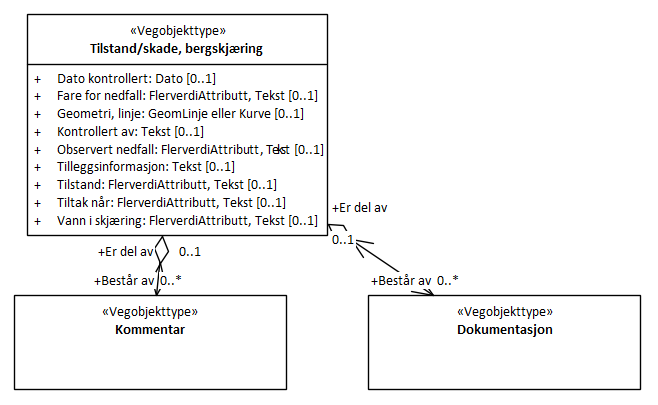 «Vegobjekttype»
Tilstand/skade, bergskjæring
+ Dato kontrollert: Dato [0..1]
+ Fare for nedfall: FlerverdiAttributt, Tekst [0..1]
+ Geometri, linje: GeomLinje eller Kurve [0..1]
+ Kontrollert av: Tekst [0..1]
+ Observert nedfall: FlerverdiAttributt, Tekst [0..1]
+ Tilleggsinformasjon: Tekst [0..1]
+ Tilstand: FlerverdiAttributt, Tekst [0..1]
+ Tiltak når: FlerverdiAttributt, Tekst [0..1]
+ Vann i skjæring: FlerverdiAttributt, Tekst [0..1]
+Er del av
0..1
+Er del av 0..1
+Består av 0..*
+Består av 0..*
«Vegobjekttype»
Kommentar
«Vegobjekttype»
Dokumentasjon